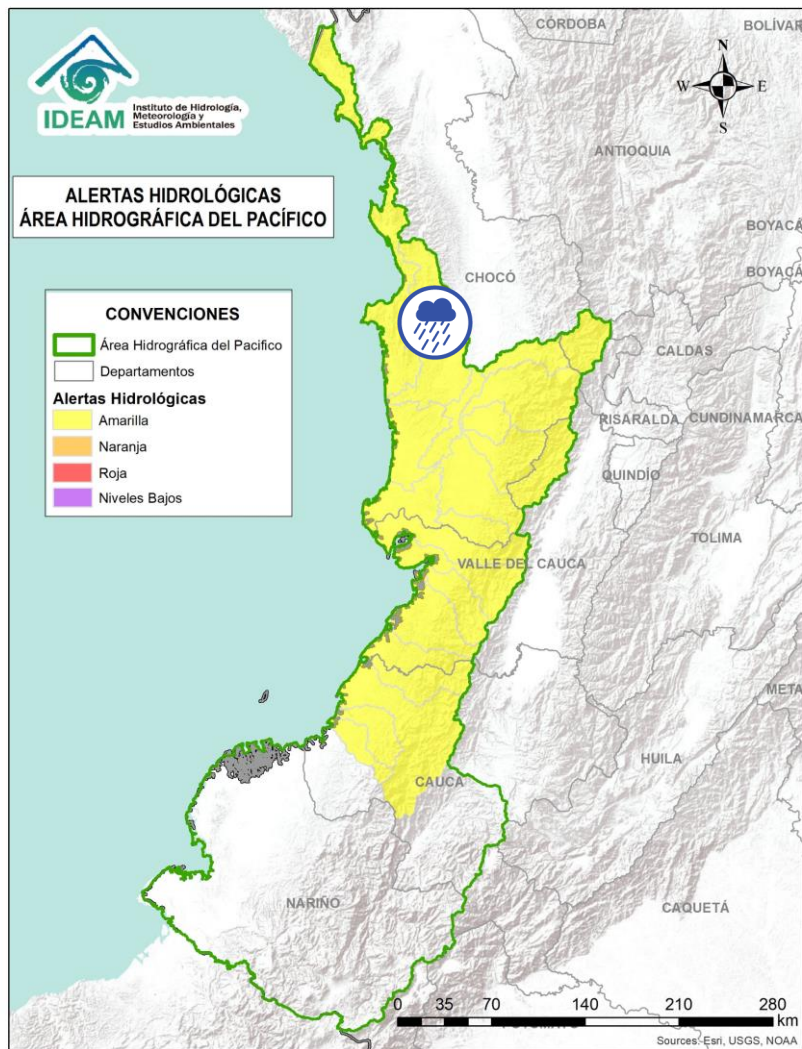 CÓRDOBA
BOLÍVAR
IDEAM
Instituto de Hidrología,
Meteorología y
Estudios Ambientales
N
W
E
S
ANTIOQUIA
ALERTAS HIDROLÓGICAS
ÁREA HIDROGRÁFICA DEL PACÍFICO
BOYACÁ
CHOCÓ
BOYACÁ
CONVENCIONES
Área Hidrográfica del Pacifico
Departamentos
Alertas Hidrológicas
Amarilla
Naranja
Roja
Niveles Bajos
CALDAS
RISARALDA
CUNDINAMARCA
QUINDÍO
TOLIMA
VALLE DEL CAUCA
META
HUILA
CAUCA
NARIÑO
CAQUETÁ
0 35 70 140 210 280
km
Sources: Esri, USGS, NOAA